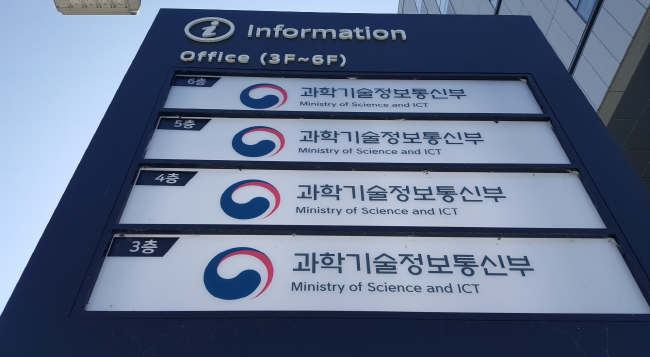 i Information
Office (3F~6F)
6층
과학기술정보통신부
Ministry of Science and ICT
5층
과학기술정보통신부
Ministry of Science and ICT
4층
과학기술정보통신부
Ministry of Science and ICT
3층
과학기술정보통신부
Ministry of Science and ICT